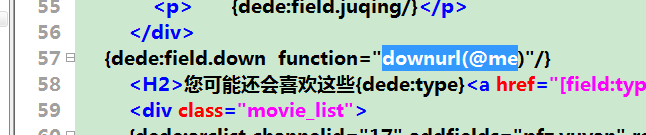 55 <p> {dede:field.juqing/}</p>
56 </div>
57 {dede:field.down function="downurl(@me)"/}
58 <H2>您可能还会喜欢这些{dede:type}<a href="[field:typ
59 <div class="movie_list">
60 {dede:arclist channelid="17" addfields="pfz,yuyan"